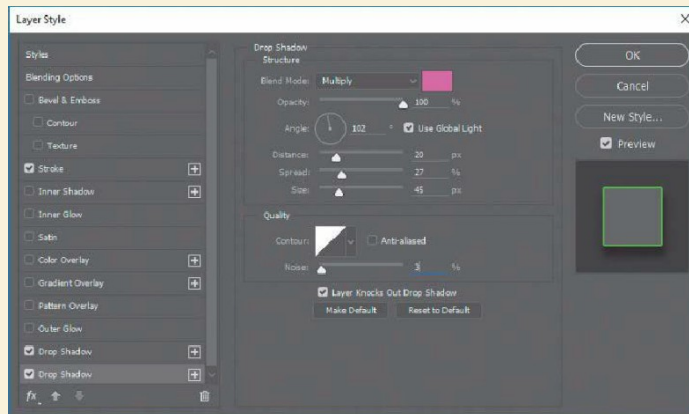 Layer Style
Styles
Blending Options
Bevel & Emboss
Contour
Texture
Stroke
Inner Shadow
Inner Glow
Satin
Color Overlay
Gradient Overlay
Pattern Overlay
Outer Glow
Drop Shadow
Drop Shadow
fx
Drop Shadow
Structure
Blend Mode: Multiply
Opacity: 100 %
Angle: 102 ° Use Global Light
Distance: 20 px
Spread: 27 %
Size: 45 px
Quality
Contour: Anti-aliased
Noise: 3 %
Layer Knocks Out Drop Shadow
Make Default Reset to Default
OK
Cancel
New Style...
Preview